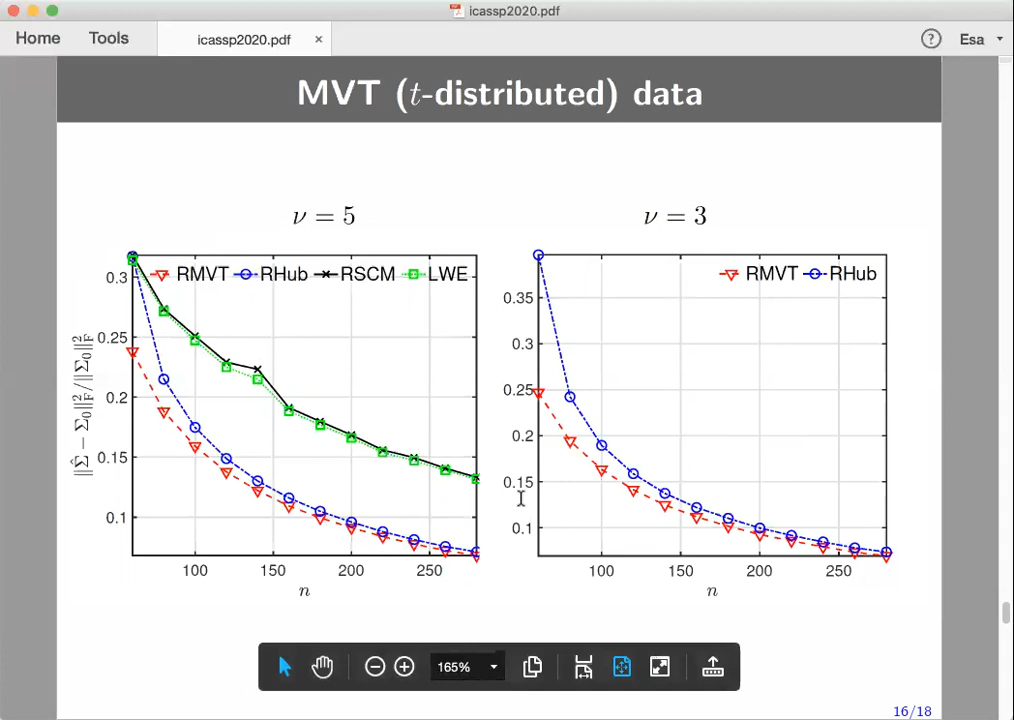 icassp2020.pdf
Home Tools icassp2020.pdf × ? Esa
MVT (t-distributed) data
ν = 5
ν = 3
RMVT RHub RSCM LWE
RMVT RHub
‖Σ̂ − Σ₀‖²_F/‖Σ₀‖²_F
0.3
0.25
0.2
0.15
0.1
100 150 200 250
n
0.35
0.3
0.25
0.2
0.15
0.1
100 150 200 250
n
165%
16/18